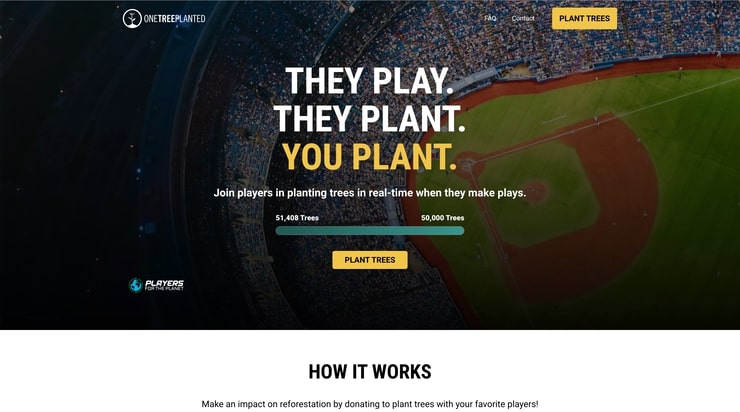 ONETREEPLANTED
FAQ
Contact
PLANT TREES
THEY PLAY.
THEY PLANT.
YOU PLANT.
Join players in planting trees in real-time when they make plays.
51,408 Trees
50,000 Trees
PLANT TREES
PLAYERS
FOR THE PLANET
HOW IT WORKS
Make an impact on reforestation by donating to plant trees with your favorite players!